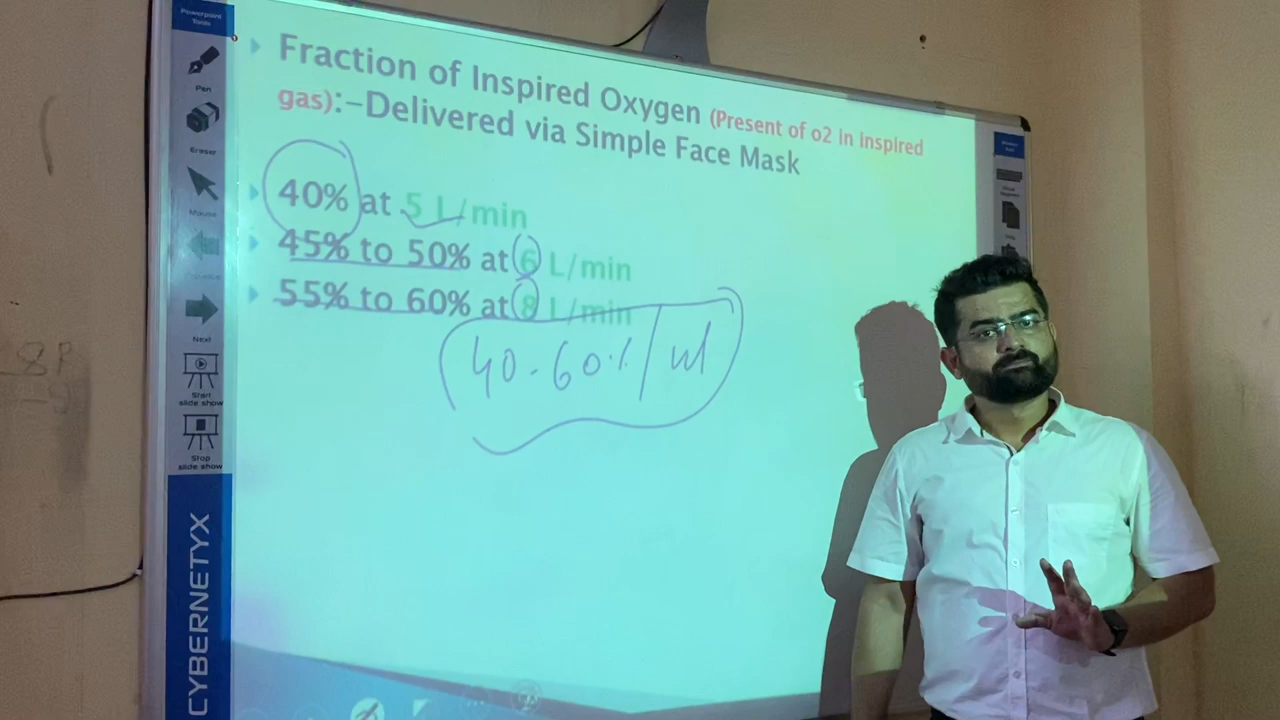 Powerpoint
Tools
Pen
Eraser
Mouse
Next
Start
slide show
Stop
slide show
CYBERNETYX
Fraction of Inspired Oxygen (Present of o2 in inspired
gas):-Delivered via Simple Face Mask
40% at 5 L/min
45% to 50% at 6 L/min
55% to 60% at 8 L/min
40-60%/